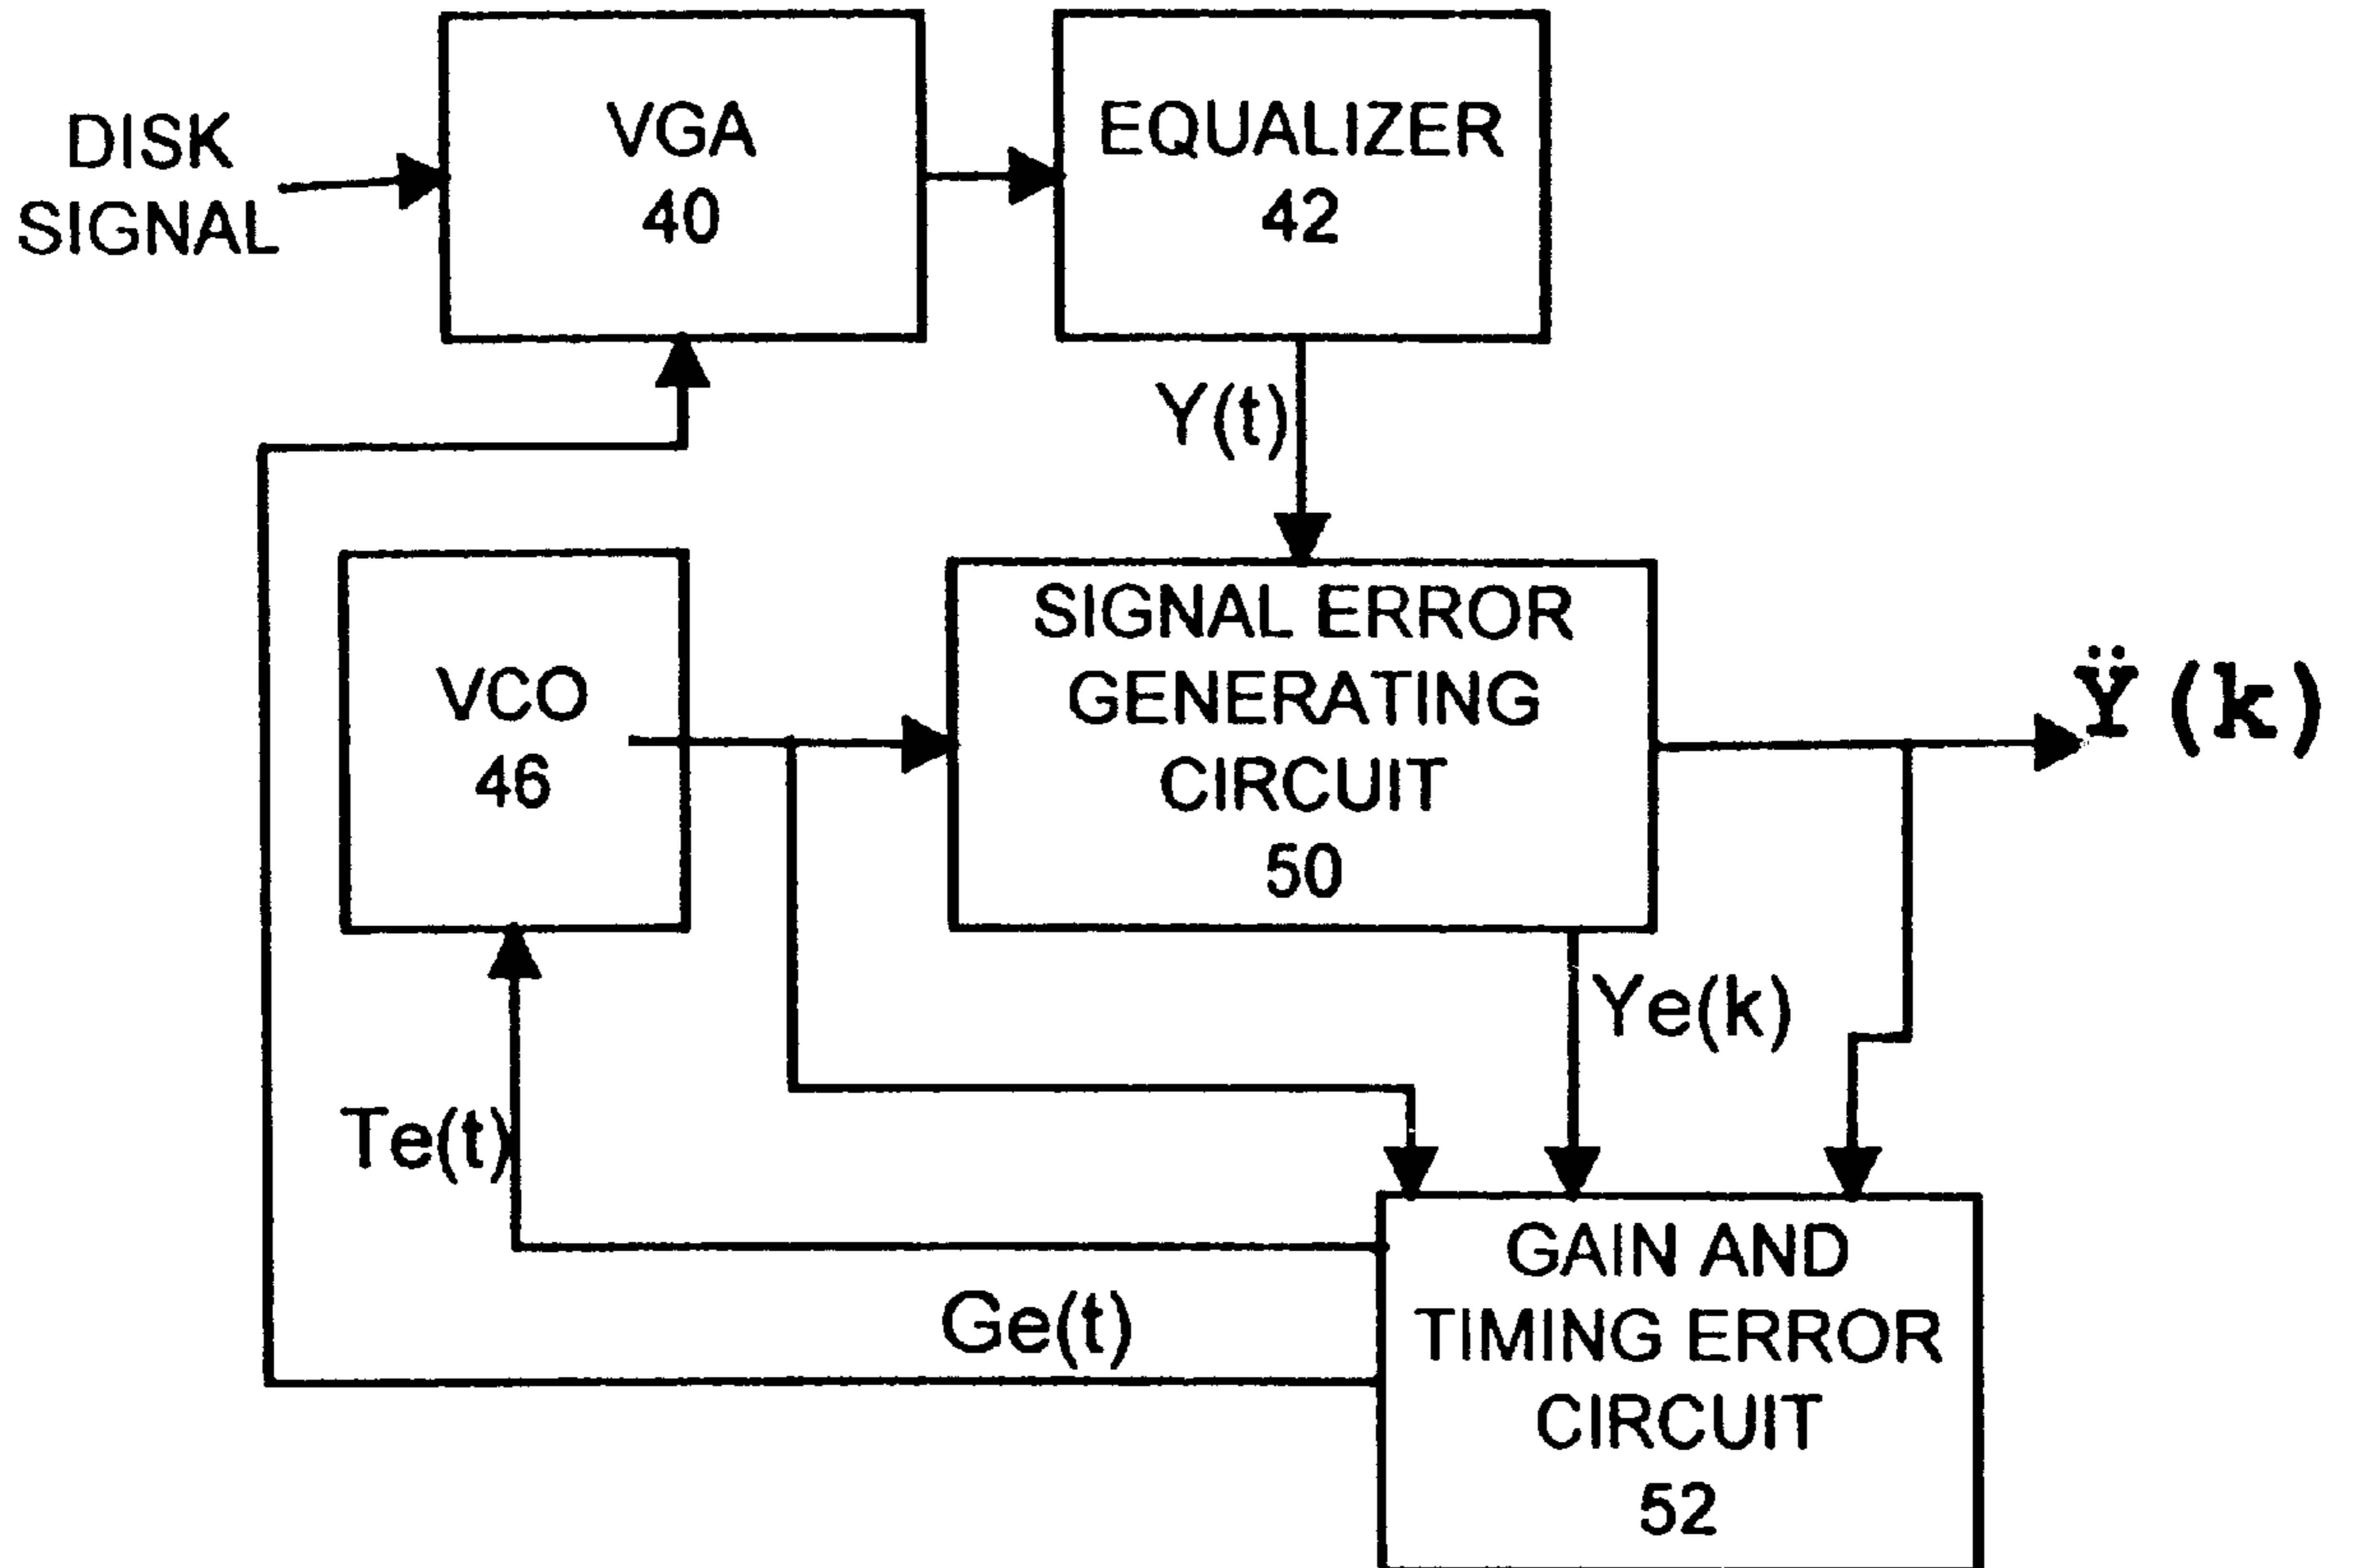 DISK
SIGNAL
VGA
40
EQUALIZER
42
Y(t)
VCO
46
SIGNAL ERROR
GENERATING
CIRCUIT
50
Ÿ (k)
Ye(k)
Te(t)
Ge(t)
GAIN AND
TIMING ERROR
CIRCUIT
52